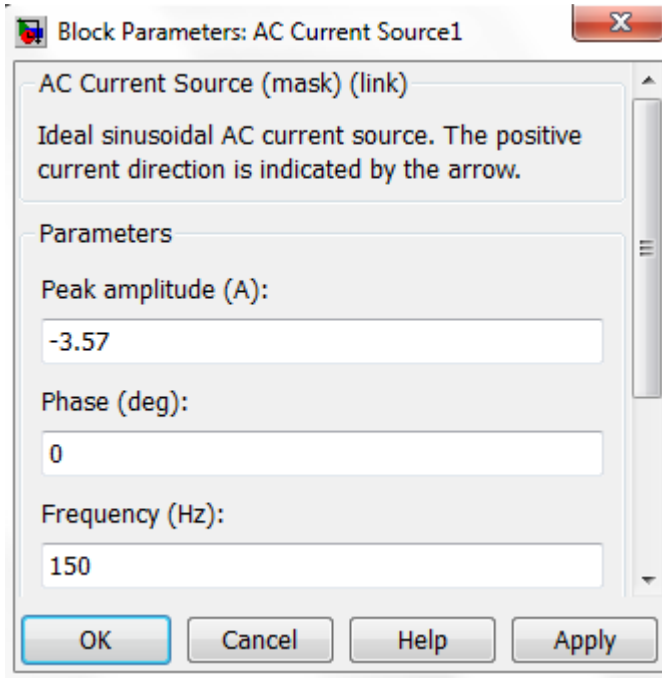 Block Parameters: AC Current Source1
AC Current Source (mask) (link)
Ideal sinusoidal AC current source. The positive
current direction is indicated by the arrow.
Parameters
Peak amplitude (A):
-3.57
Phase (deg):
0
Frequency (Hz):
150
OK Cancel Help Apply